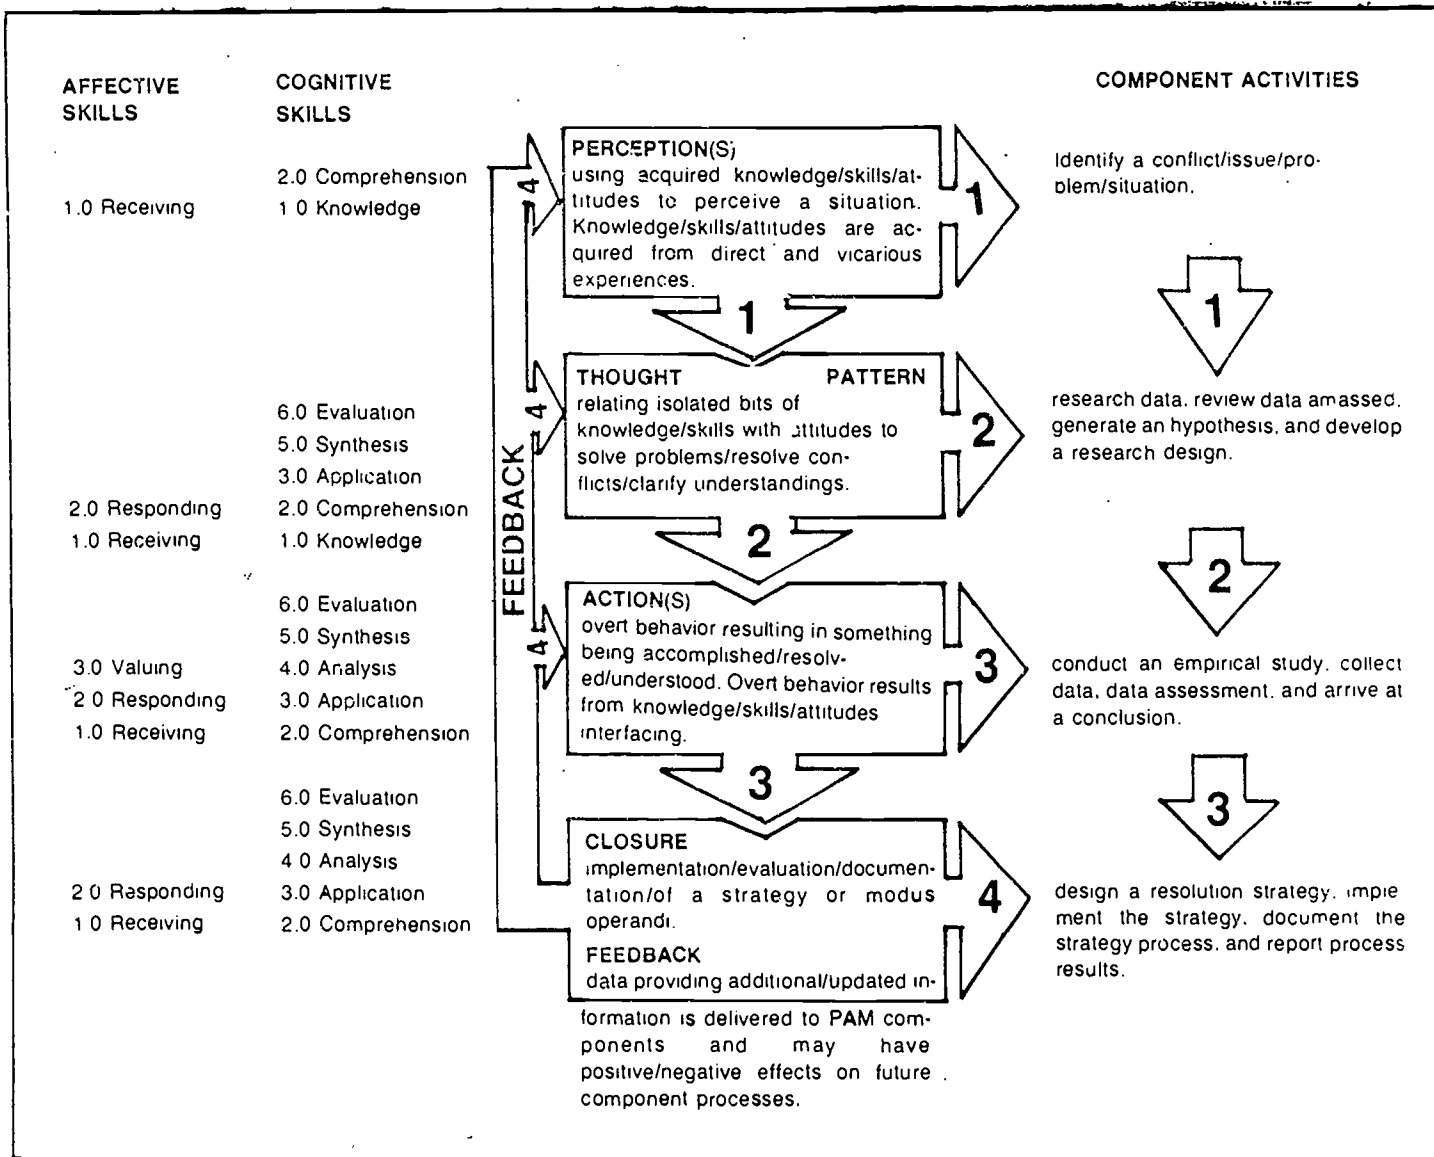 AFFECTIVE
SKILLS
COGNITIVE
SKILLS
COMPONENT ACTIVITIES
2.0 Comprehension
1.0 Receiving
1 0 Knowledge
4
PERCEPTION(S)
using acquired knowledge/skills/at-
titudes to perceive a situation.
Knowledge/skills/attitudes are ac-
quired from direct and vicarious
experiences.
1
Identify a conflict/issue/pro-
blem/situation.
1
1
6.0 Evaluation
5.0 Synthesis
3.0 Application
2.0 Responding
2.0 Comprehension
1.0 Receiving
1.0 Knowledge
4
THOUGHT PATTERN
relating isolated bits of
knowledge/skills with attitudes to
solve problems/resolve con-
flicts/clarify understandings.
2
research data, review data amassed,
generate an hypothesis, and develop
a research design.
FEEDBACK
2
2
6.0 Evaluation
5.0 Synthesis
3.0 Valuing
4.0 Analysis
2 0 Responding
3.0 Application
1.0 Receiving
2.0 Comprehension
4
ACTION(S)
overt behavior resulting in something
being accomplished/resolv-
ed/understood. Overt behavior results
from knowledge/skills/attitudes
interfacing.
3
conduct an empirical study, collect
data, data assessment, and arrive at
a conclusion.
3
3
6.0 Evaluation
5.0 Synthesis
4 0 Analysis
2 0 Responding
3.0 Application
1 0 Receiving
2.0 Comprehension
CLOSURE
implementation/evaluation/documen-
tation/of a strategy or modus
operandi.
FEEDBACK
data providing additional/updated in-
formation is delivered to PAM com-
ponents and may have
positive/negative effects on future
component processes.
4
design a resolution strategy, imple
ment the strategy, document the
strategy process, and report process
results.